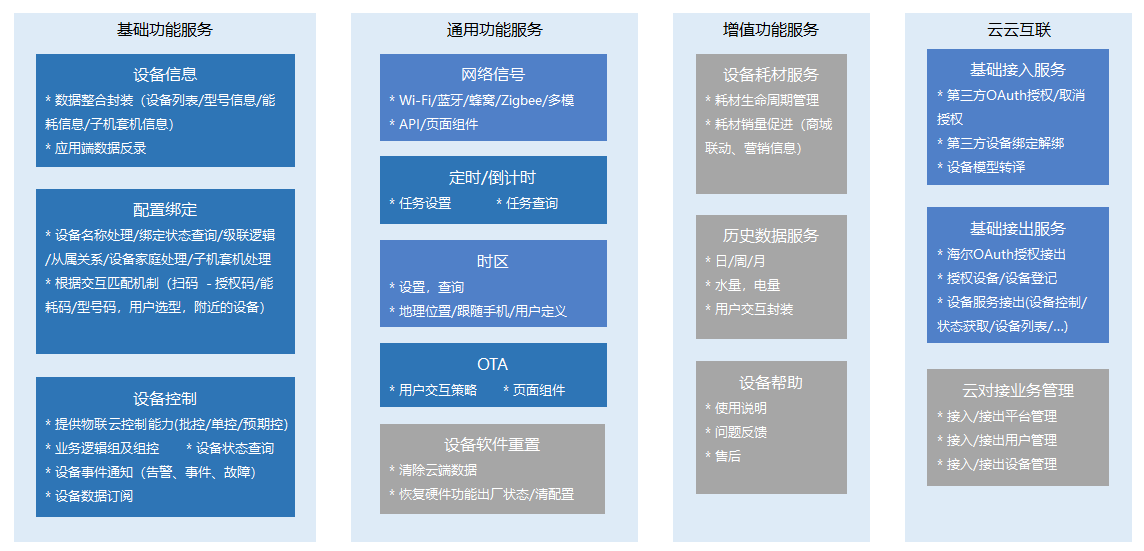 基础功能服务
设备信息
* 数据整合封装（设备列表/型号信息/能
耗信息/子机套机信息）
* 应用端数据反录
配置绑定
* 设备名称处理/绑定状态查询/级联逻辑
/从属关系/设备家庭处理/子机套机处理
* 根据交互匹配机制（扫码 - 授权码/能
耗码/型号码，用户选型，附近的设备）
设备控制
* 提供物联云控制能力(批控/单控/预期控)
* 业务逻辑组及组控 * 设备状态查询
* 设备事件通知（告警、事件、故障）
* 设备数据订阅
通用功能服务
网络信号
* Wi-Fi/蓝牙/蜂窝/Zigbee/多模
* API/页面组件
定时/倒计时
* 任务设置 * 任务查询
时区
* 设置，查询
* 地理位置/跟随手机/用户定义
OTA
* 用户交互策略 * 页面组件
设备软件重置
* 清除云端数据
* 恢复硬件功能出厂状态/清配置
增值功能服务
设备耗材服务
* 耗材生命周期管理
* 耗材销量促进（商城
联动、营销信息）
历史数据服务
* 日/周/月
* 水量，电量
* 用户交互封装
设备帮助
* 使用说明
* 问题反馈
* 售后
云云互联
基础接入服务
* 第三方OAuth授权/取消
授权
* 第三方设备绑定解绑
* 设备模型转译
基础接出服务
* 海尔OAuth授权接出
* 授权设备/设备登记
* 设备服务接出(设备控制/
状态获取/设备列表/...)
云对接业务管理
* 接入/接出平台管理
* 接入/接出用户管理
* 接入/接出设备管理